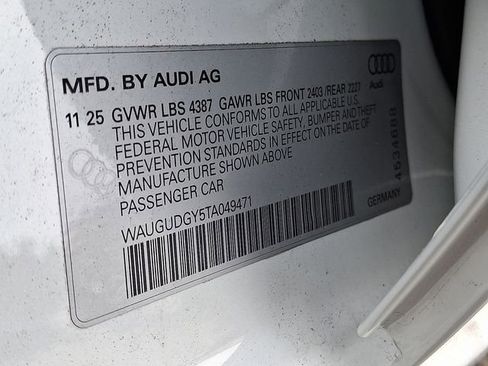 MFD. BY AUDI AG
11 25 GVWR LBS 4387 GAWR LBS FRONT 2403 /REAR 2227
THIS VEHICLE CONFORMS TO ALL APPLICABLE U.S.
FEDERAL MOTOR VEHICLE SAFETY, BUMPER AND THEFT
PREVENTION STANDARDS IN EFFECT ON THE DATE OF
MANUFACTURE SHOWN ABOVE
PASSENGER CAR
WAUGUDGY5TA049471
Audi
4634688
GERMANY